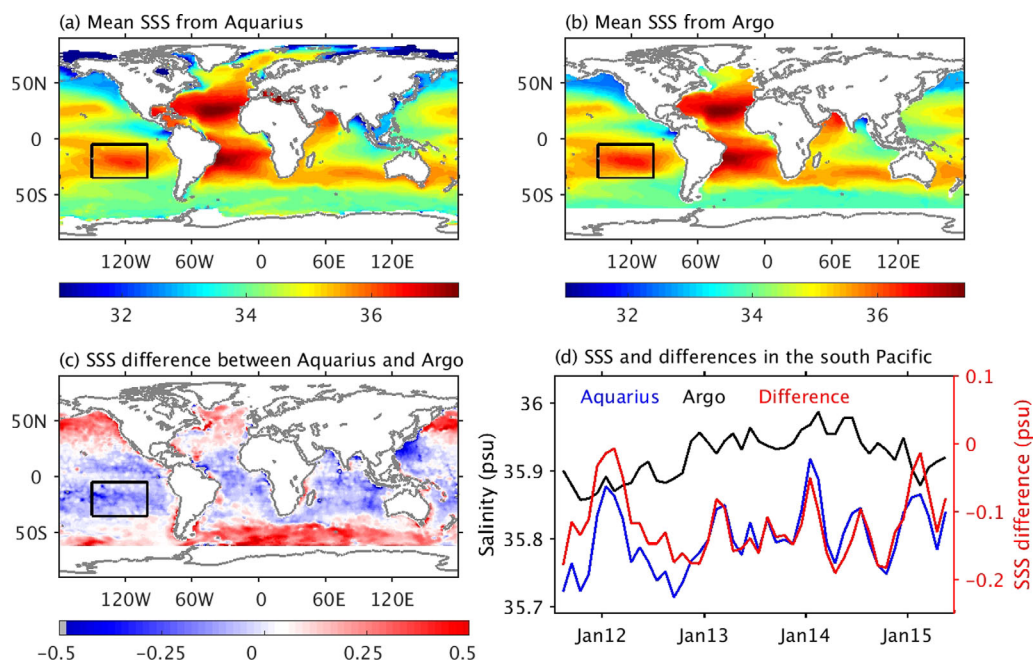 (a) Mean SSS from Aquarius
50N
0
50S
120W 60W 0 60E 120E
32 34 36
(b) Mean SSS from Argo
50N
0
50S
120W 60W 0 60E 120E
32 34 36
(c) SSS difference between Aquarius and Argo
50N
0
50S
120W 60W 0 60E 120E
−0.5 −0.25 0 0.25 0.5
(d) SSS and differences in the south Pacific
Aquarius Argo Difference
Salinity (psu)
36
35.9
35.8
35.7
Jan12 Jan13 Jan14 Jan15
0.1
0
−0.1
−0.2
SSS difference (psu)